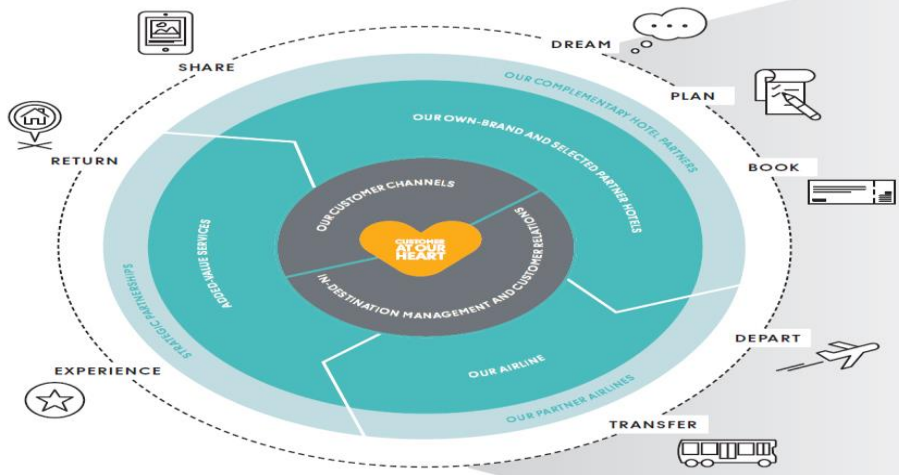 DREAM
SHARE
PLAN
OUR COMPLEMENTARY HOTEL PARTNERS
OUR OWN-BRAND AND SELECTED PARTNER HOTELS
RETURN
BOOK
OUR CUSTOMER CHANNELS
CUSTOMER
AT OUR
HEART
IN-DESTINATION MANAGEMENT AND CUSTOMER RELATIONS
ADDED-VALUE SERVICES
STRATEGIC PARTNERSHIPS
DEPART
OUR AIRLINE
EXPERIENCE
OUR PARTNER AIRLINES
TRANSFER